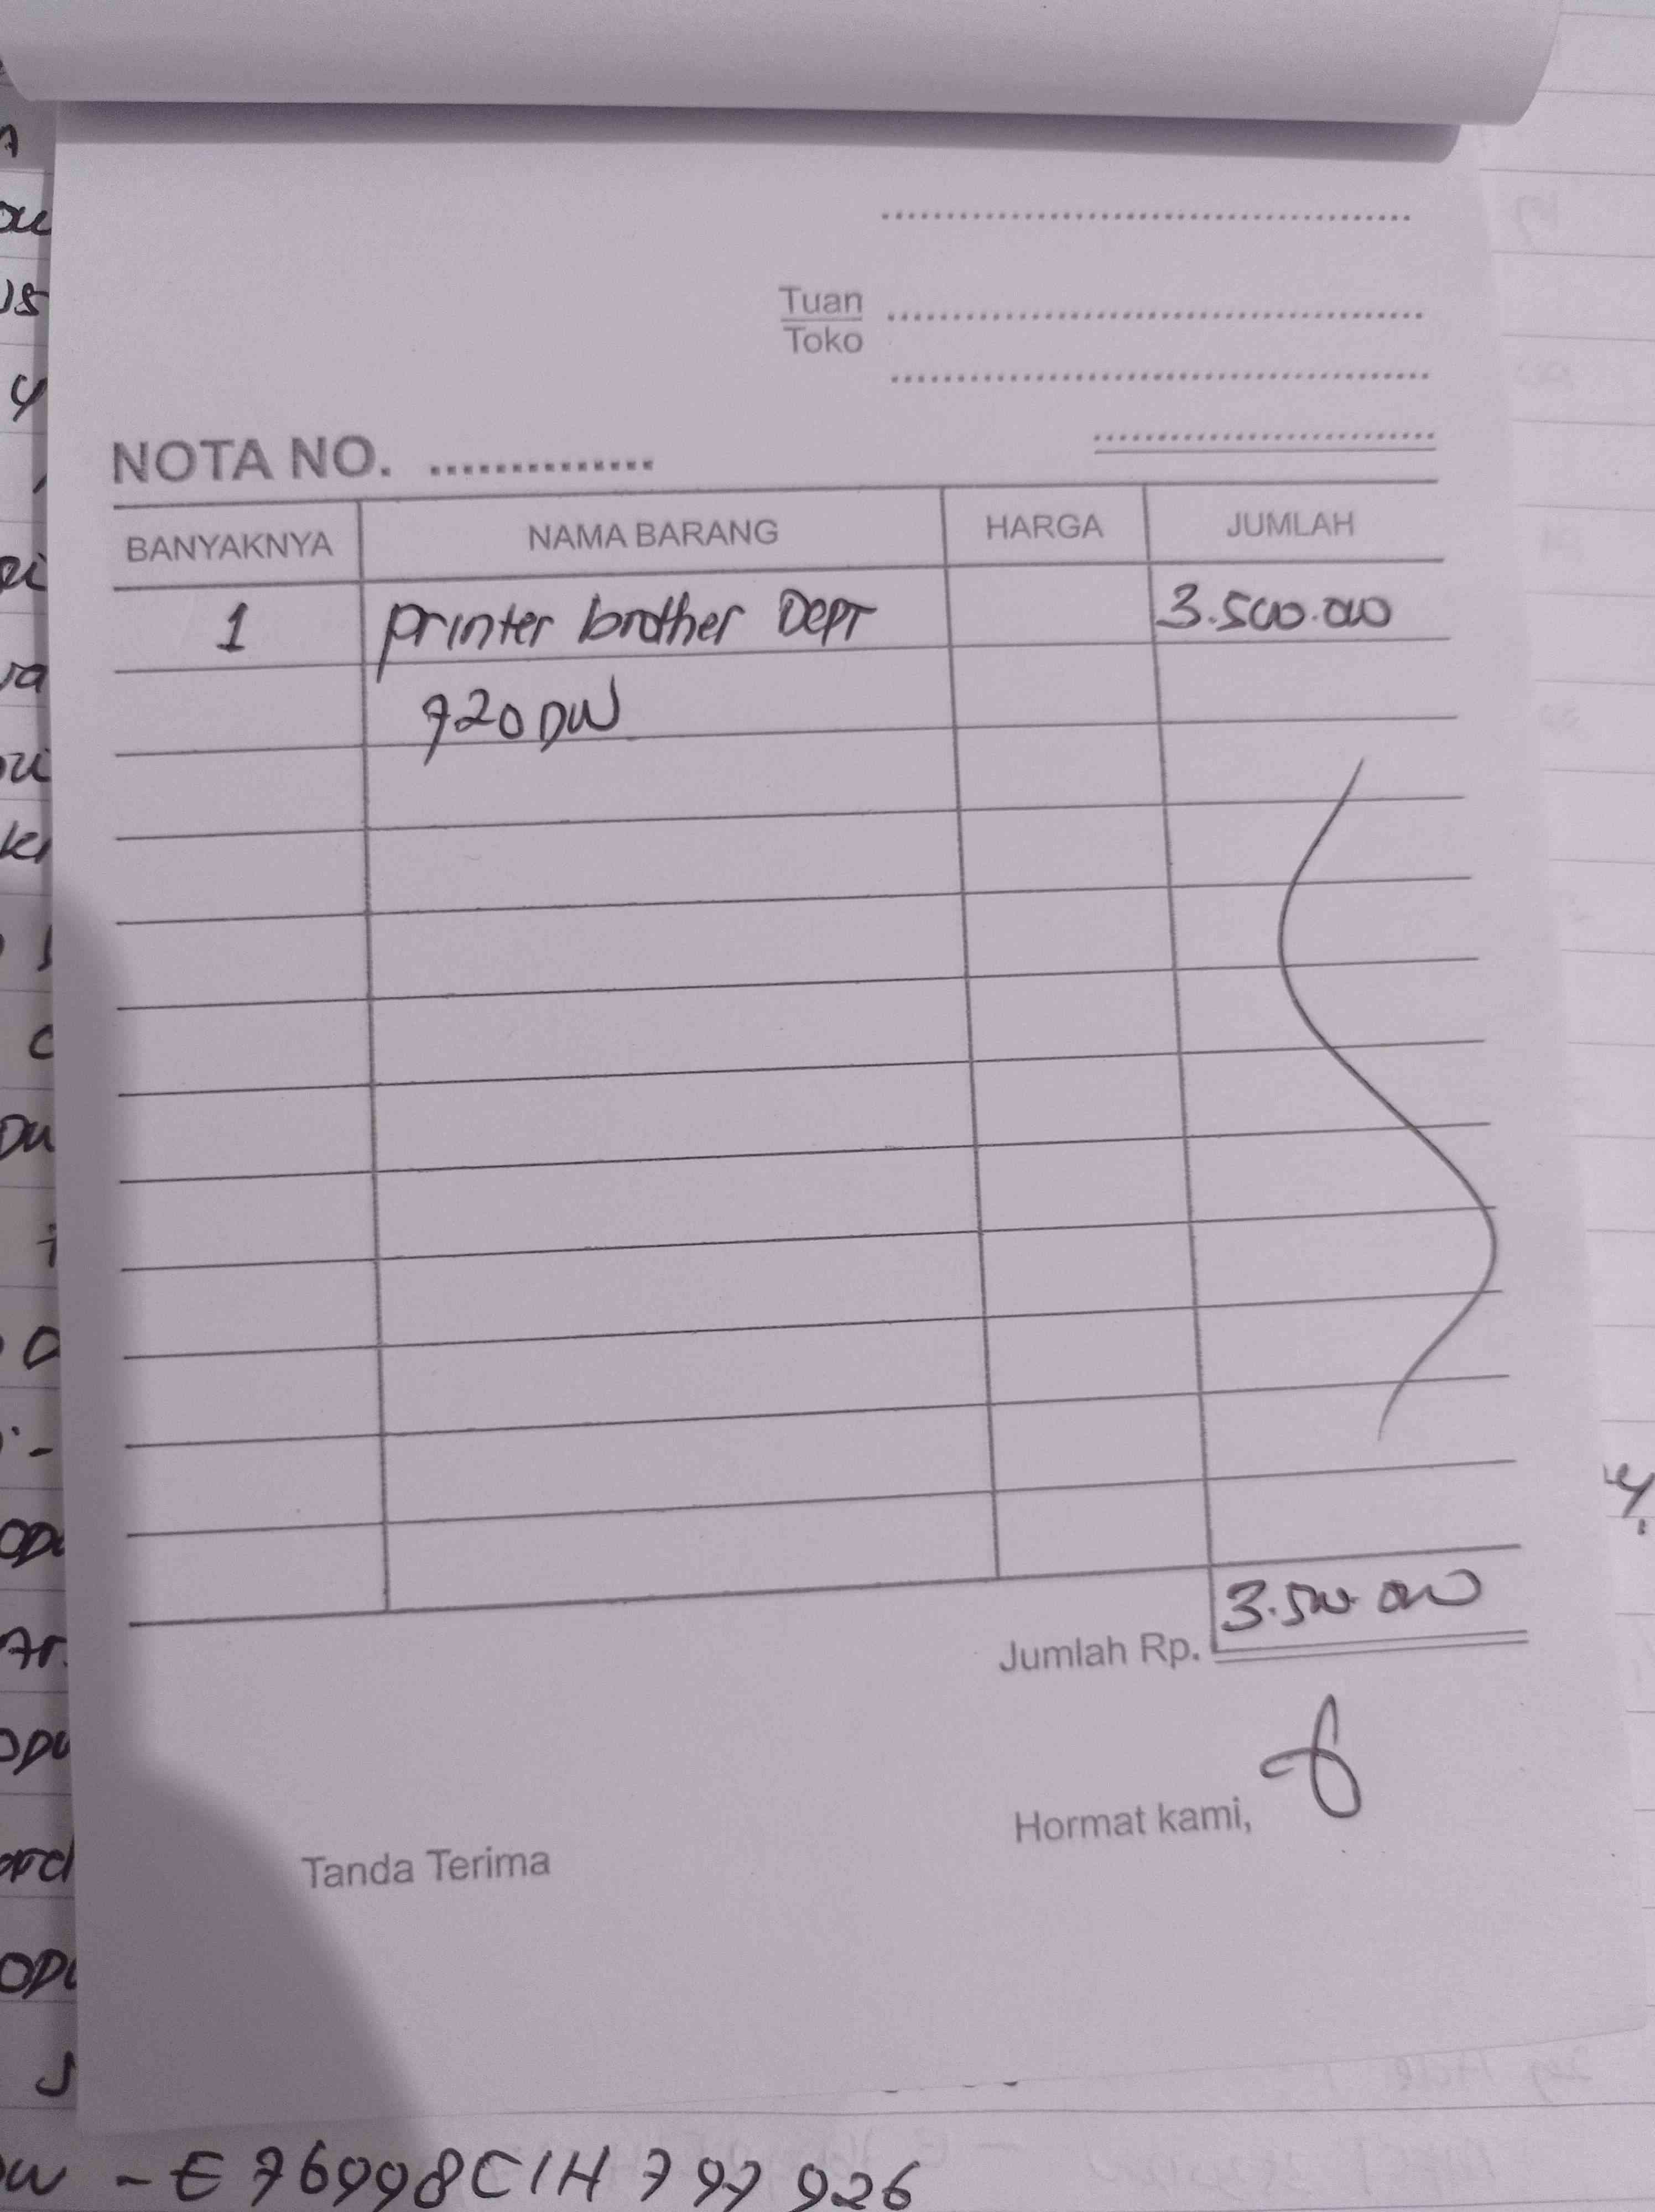 Tuan
Toko
NOTA NO. ..............
BANYAKNYA NAMA BARANG HARGA JUMLAH
1 printer brother DCPT 3.500.000
720DW
Jumlah Rp. 3.500.000
Hormat kami,
Tanda Terima